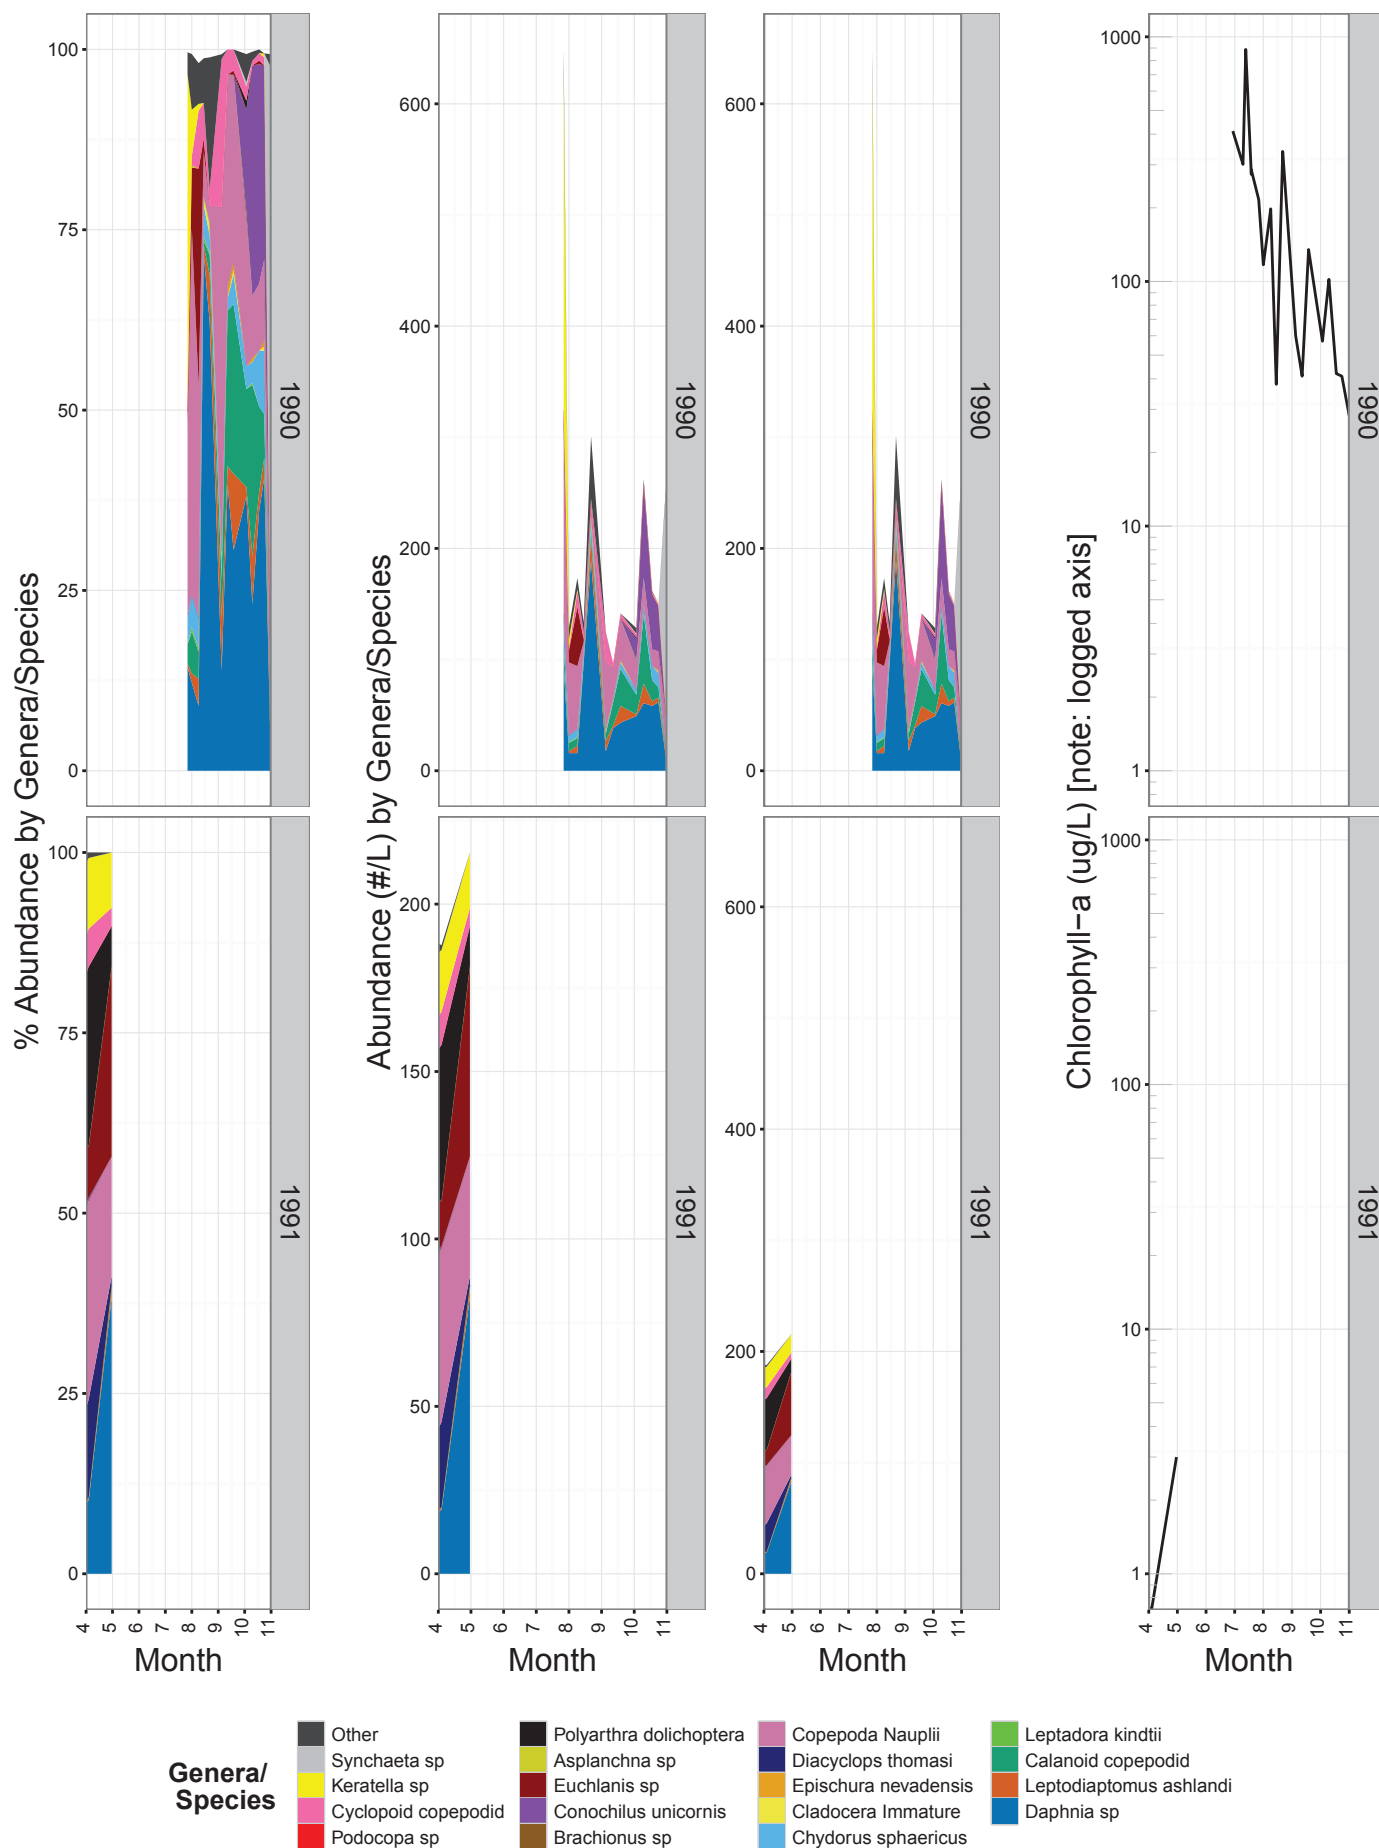 % Abundance by Genera/Species
100
75
50
25
0
1990
100
75
50
25
0
1991
4 5 6 7 8 9 10 11
Month
Abundance (#/L) by Genera/Species
600
400
200
0
1990
200
150
100
50
0
1991
4 5 6 7 8 9 10 11
Month
600
400
200
0
1990
600
400
200
0
1991
4 5 6 7 8 9 10 11
Month
Chlorophyll−a (ug/L) [note: logged axis]
1000
100
10
1
1990
1000
100
10
1
1991
4 5 6 7 8 9 10 11
Month
Genera/
Species
Other
Synchaeta sp
Keratella sp
Cyclopoid copepodid
Podocopa sp
Polyarthra dolichoptera
Asplanchna sp
Euchlanis sp
Conochilus unicornis
Brachionus sp
Copepoda Nauplii
Diacyclops thomasi
Epischura nevadensis
Cladocera Immature
Chydorus sphaericus
Leptadora kindtii
Calanoid copepodid
Leptodiaptomus ashlandi
Daphnia sp